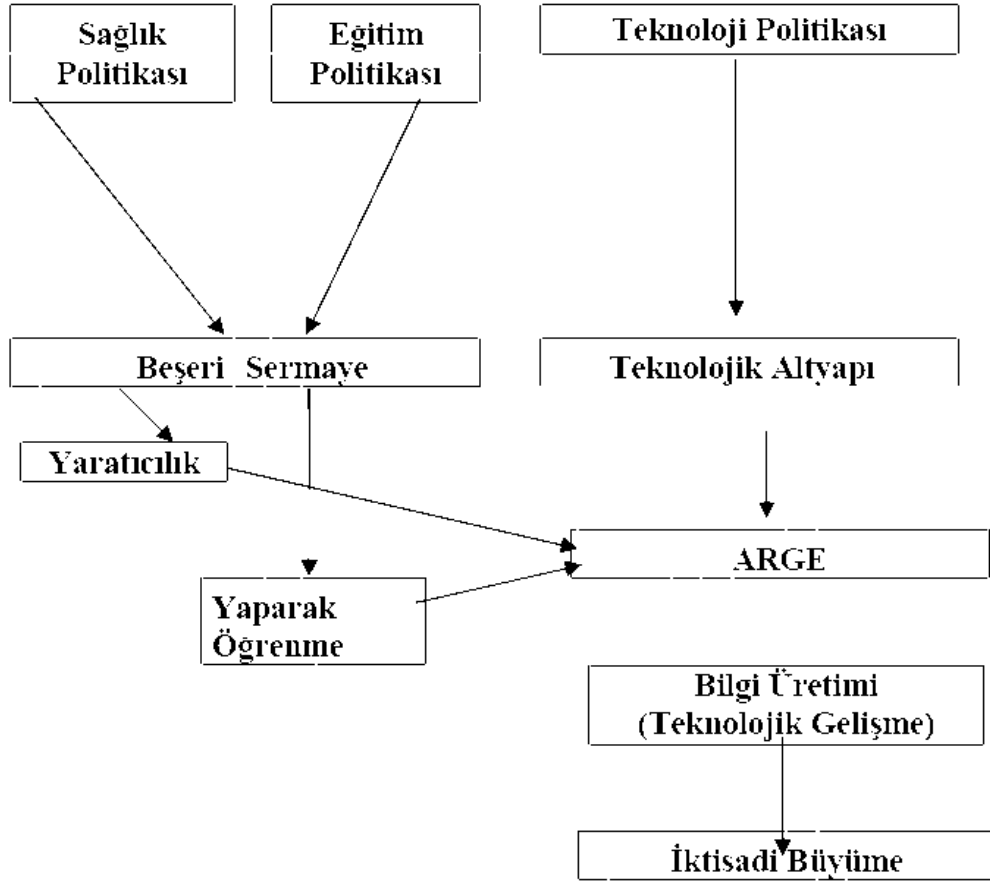 Sağlık
Politikası
Eğitim
Politikası
Teknoloji Politikası
Beşeri Sermaye
Teknolojik Altyapı
Yaratıcılık
ARGE
Yaparak
Öğrenme
Bilgi Üretimi
(Teknolojik Gelişme)
İktisadi Büyüme